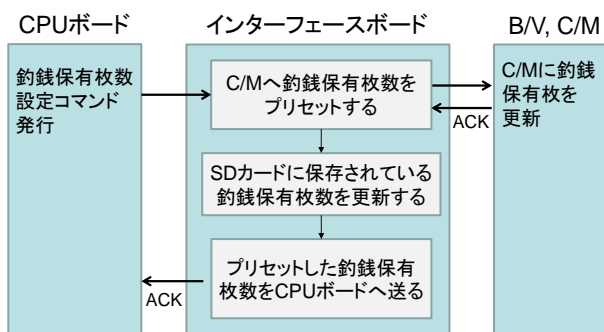 CPUボード
インターフェースボード
B/V, C/M
釣銭保有枚数
設定コマンド
発行
C/Mへ釣銭保有枚数を
プリセットする
ACK
C/Mに釣銭
保有枚を
更新
SDカードに保存されている
釣銭保有枚数を更新する
プリセットした釣銭保有
枚数をCPUボードへ送る
ACK